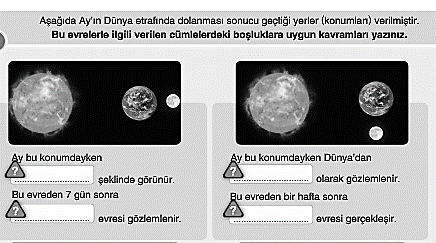 Aşağıda Ay'ın Dünya etrafında dolanması sonucu geçtiği yerler (konumları) verilmiştir.
Bu evrelerle ilgili verilen cümlelerdeki boşluklara uygun kavramları yazınız.
Ay bu konumdayken
? .................... şeklinde görünür.
Bu evreden 7 gün sonra
? .................... evresi gözlemlenir.
Ay bu konumdayken Dünya'dan
? .................... olarak gözlemlenir.
Bu evreden bir hafta sonra
? .................... evresi gerçekleşir.